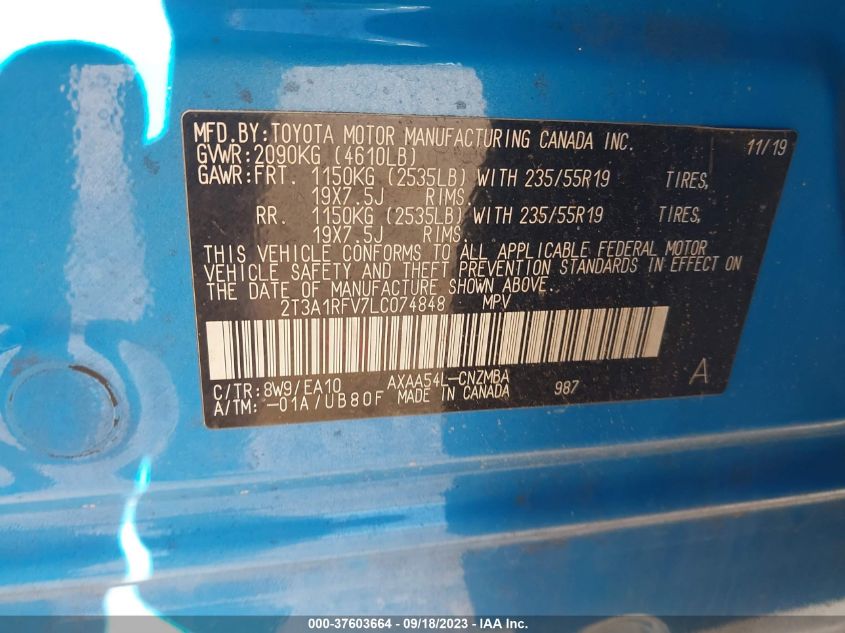 MFD.BY:TOYOTA MOTOR MANUFACTURING CANADA INC. 11/19
GVWR:2090KG (4610LB)
GAWR:FRT. 1150KG (2535LB) WITH 235/55R19 TIRES,
19X7.5J RIMS,
RR. 1150KG (2535LB) WITH 235/55R19 TIRES,
19X7.5J RIMS,
THIS VEHICLE CONFORMS TO ALL APPLICABLE FEDERAL MOTOR
VEHICLE SAFETY AND THEFT PREVENTION STANDARDS IN EFFECT ON
THE DATE OF MANUFACTURE SHOWN ABOVE.
2T3A1RFV7LC074848 MPV
C/TR:8W9/EA10 AXAA54L-CNZMBA 987 A
A/TM:-01A/UB80F MADE IN CANADA
000-37603664 - 09/18/2023 - IAA Inc.